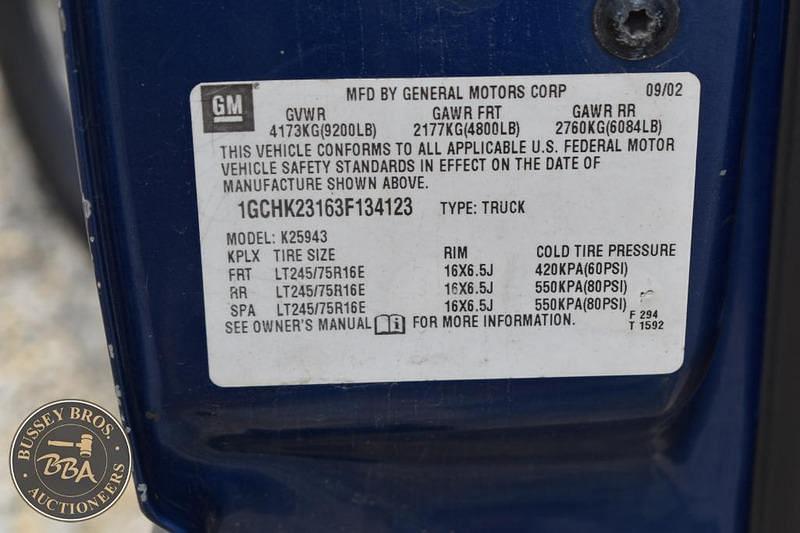 GM
MFD BY GENERAL MOTORS CORP 09/02
GVWR GAWR FRT GAWR RR
4173KG(9200LB) 2177KG(4800LB) 2760KG(6084LB)
THIS VEHICLE CONFORMS TO ALL APPLICABLE U.S. FEDERAL MOTOR
VEHICLE SAFETY STANDARDS IN EFFECT ON THE DATE OF
MANUFACTURE SHOWN ABOVE.
1GCHK23163F134123 TYPE: TRUCK
MODEL: K25943
KPLX TIRE SIZE RIM COLD TIRE PRESSURE
FRT LT245/75R16E 16X6.5J 420KPA(60PSI)
RR LT245/75R16E 16X6.5J 550KPA(80PSI)
SPA LT245/75R16E 16X6.5J 550KPA(80PSI)
SEE OWNER'S MANUAL FOR MORE INFORMATION.
F 294
T 1592
BUSSEY BROS.
BBA
AUCTIONEERS